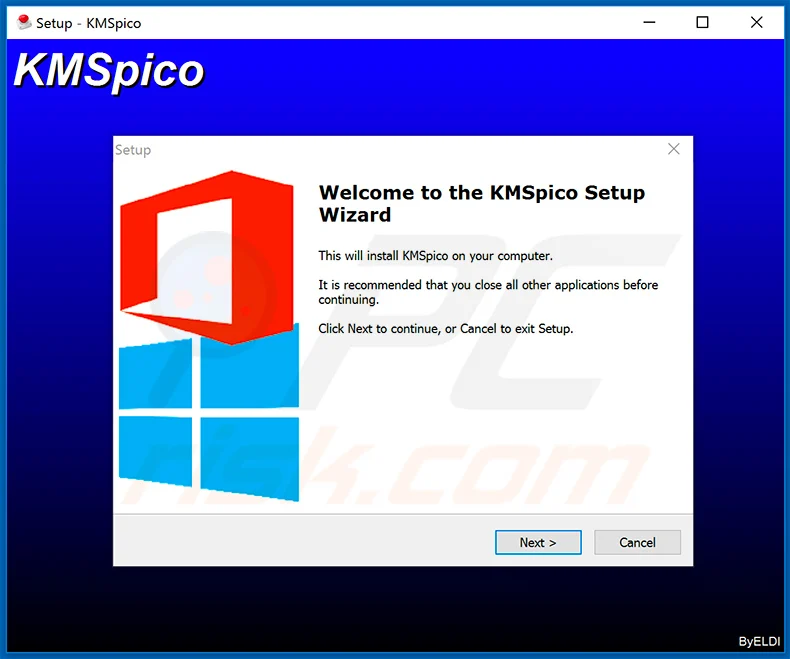 Setup - KMSpico
KMSpico
Setup
Welcome to the KMSpico Setup
Wizard
This will install KMSpico on your computer.
It is recommended that you close all other applications before
continuing.
Click Next to continue, or Cancel to exit Setup.
PC
risk.com
Next >
Cancel
ByELDI